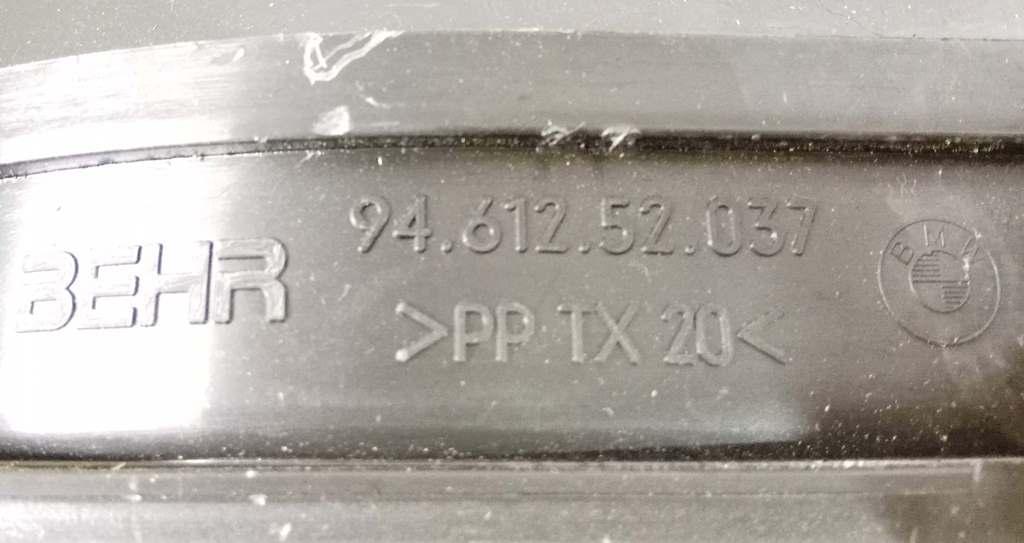 BEHR
94.612.52.037
>PP TX 20<
BMW